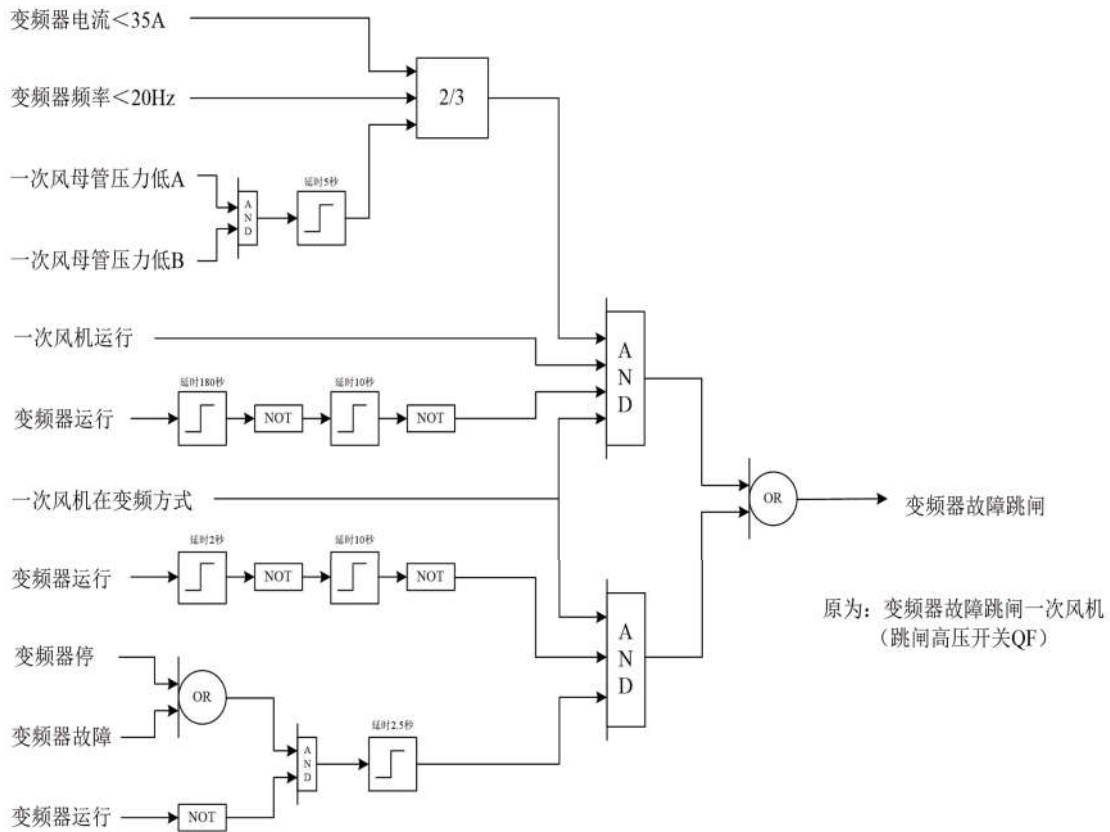 变频器电流＜35A
变频器频率＜20Hz
2/3
一次风母管压力低A
延时5秒
AND
一次风母管压力低B
一次风机运行
AND
延时180秒
延时10秒
变频器运行
NOT
NOT
一次风机在变频方式
OR
变频器故障跳闸
延时2秒
延时10秒
变频器运行
NOT
NOT
原为：变频器故障跳闸一次风机
（跳闸高压开关QF）
AND
变频器停
OR
变频器故障
延时2.5秒
AND
变频器运行
NOT